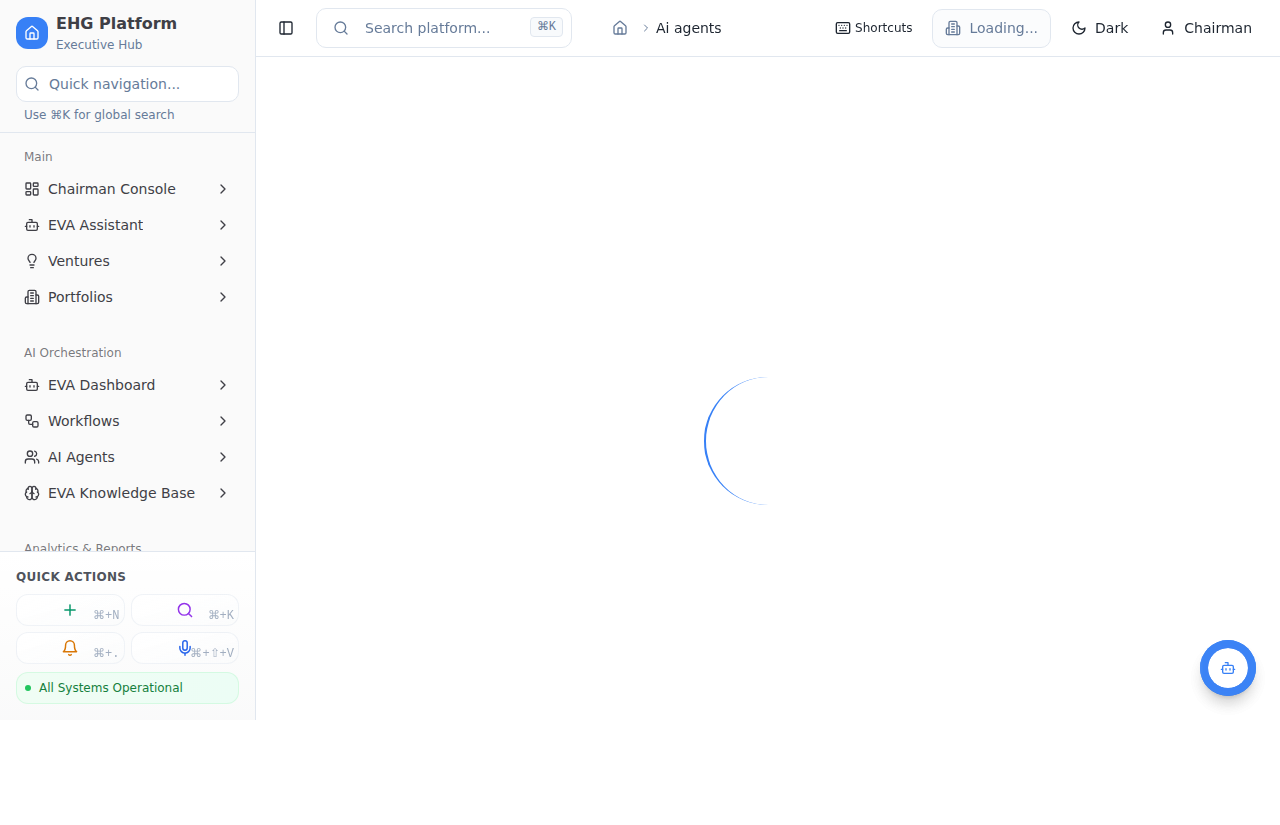 EHG Platform
Executive Hub
Quick navigation...
Use ⌘K for global search
Main
Chairman Console
EVA Assistant
Ventures
Portfolios
AI Orchestration
EVA Dashboard
Workflows
AI Agents
EVA Knowledge Base
Analytics & Reports
QUICK ACTIONS
⌘+N ⌘+K
⌘+. ⌘+⇧+V
All Systems Operational
Search platform... ⌘K Ai agents Shortcuts Loading... Dark Chairman